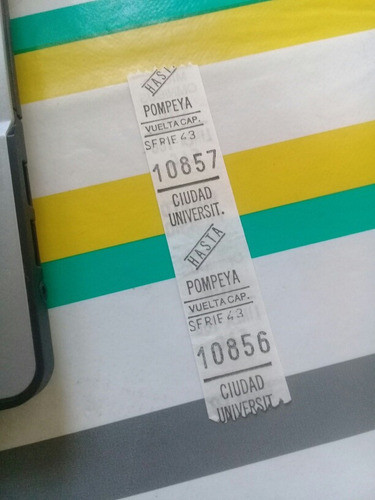 HASTA
POMPEYA
VUELTA CAP.
SERIE 43
10857
CIUDAD
UNIVERSIT.
HASTA
POMPEYA
VUELTA CAP.
SERIE 43
10856
CIUDAD
UNIVERSIT.